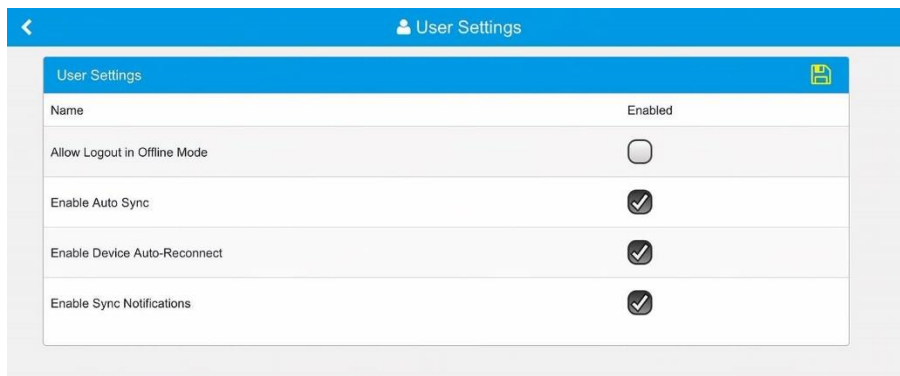 User Settings
User Settings
Name Enabled
Allow Logout in Offline Mode
Enable Auto Sync
Enable Device Auto-Reconnect
Enable Sync Notifications